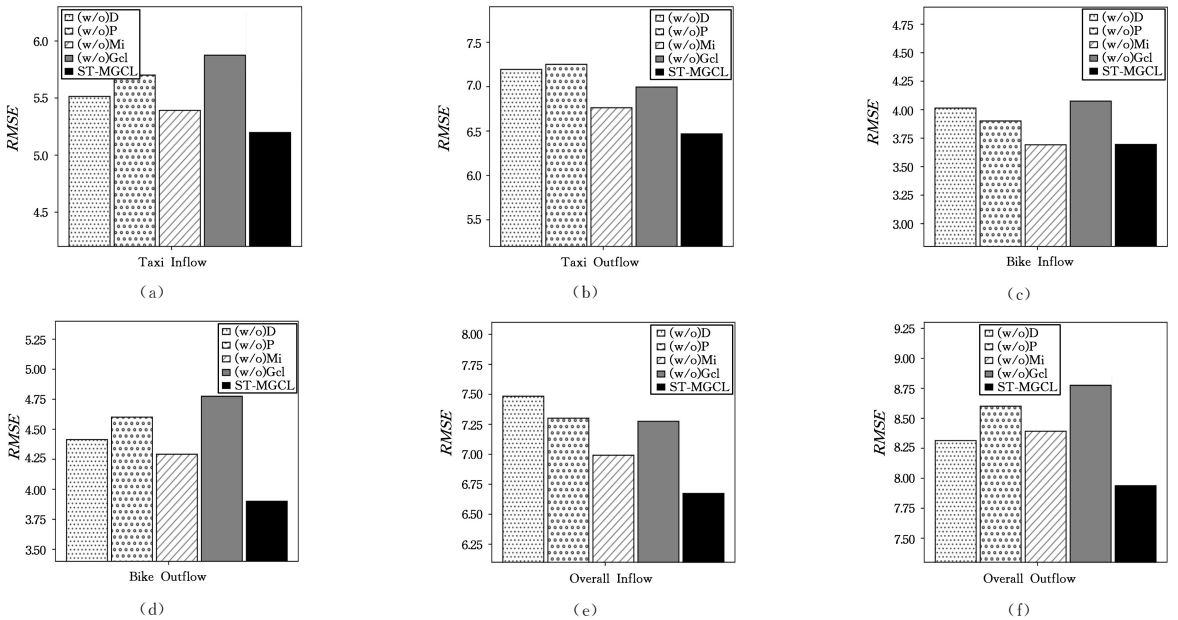 (w/o)D
(w/o)P
(w/o)Mi
(w/o)Gcl
ST-MGCL
6.0
5.5
5.0
4.5
RMSE
Taxi Inflow
(a)
(w/o)D
(w/o)P
(w/o)Mi
(w/o)Gcl
ST-MGCL
7.5
7.0
6.5
6.0
5.5
RMSE
Taxi Outflow
(b)
(w/o)D
(w/o)P
(w/o)Mi
(w/o)Gcl
ST-MGCL
4.75
4.50
4.25
4.00
3.75
3.50
3.25
3.00
RMSE
Bike Inflow
(c)
(w/o)D
(w/o)P
(w/o)Mi
(w/o)Gcl
ST-MGCL
5.25
5.00
4.75
4.50
4.25
4.00
3.75
3.50
RMSE
Bike Outflow
(d)
(w/o)D
(w/o)P
(w/o)Mi
(w/o)Gcl
ST-MGCL
8.00
7.75
7.50
7.25
7.00
6.75
6.50
6.25
RMSE
Overall Inflow
(e)
(w/o)D
(w/o)P
(w/o)Mi
(w/o)Gcl
ST-MGCL
9.25
9.00
8.75
8.50
8.25
8.00
7.75
7.50
RMSE
Overall Outflow
(f)